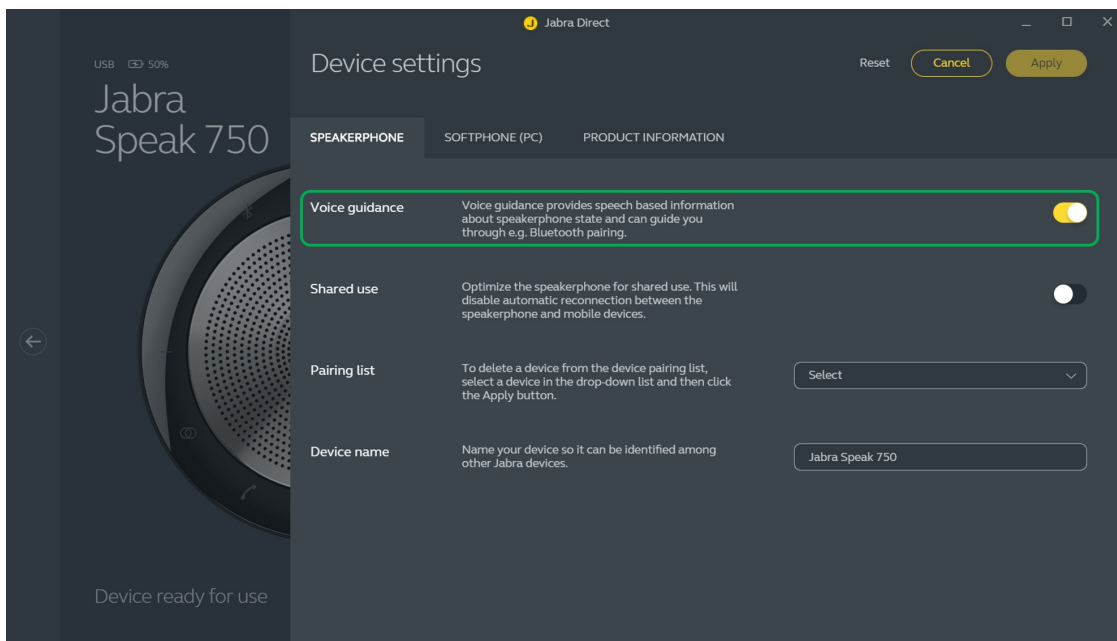 Jabra Direct
USB 50%
Jabra
Speak 750
Device ready for use
Device settings
Reset
Cancel
Apply
SPEAKERPHONE
SOFTPHONE (PC)
PRODUCT INFORMATION
Voice guidance
Voice guidance provides speech based information
about speakerphone state and can guide you
through e.g. Bluetooth pairing.
Shared use
Optimize the speakerphone for shared use. This will
disable automatic reconnection between the
speakerphone and mobile devices.
Pairing list
To delete a device from the device pairing list,
select a device in the drop-down list and then click
the Apply button.
Select
Device name
Name your device so it can be identified among
other Jabra devices.
Jabra Speak 750